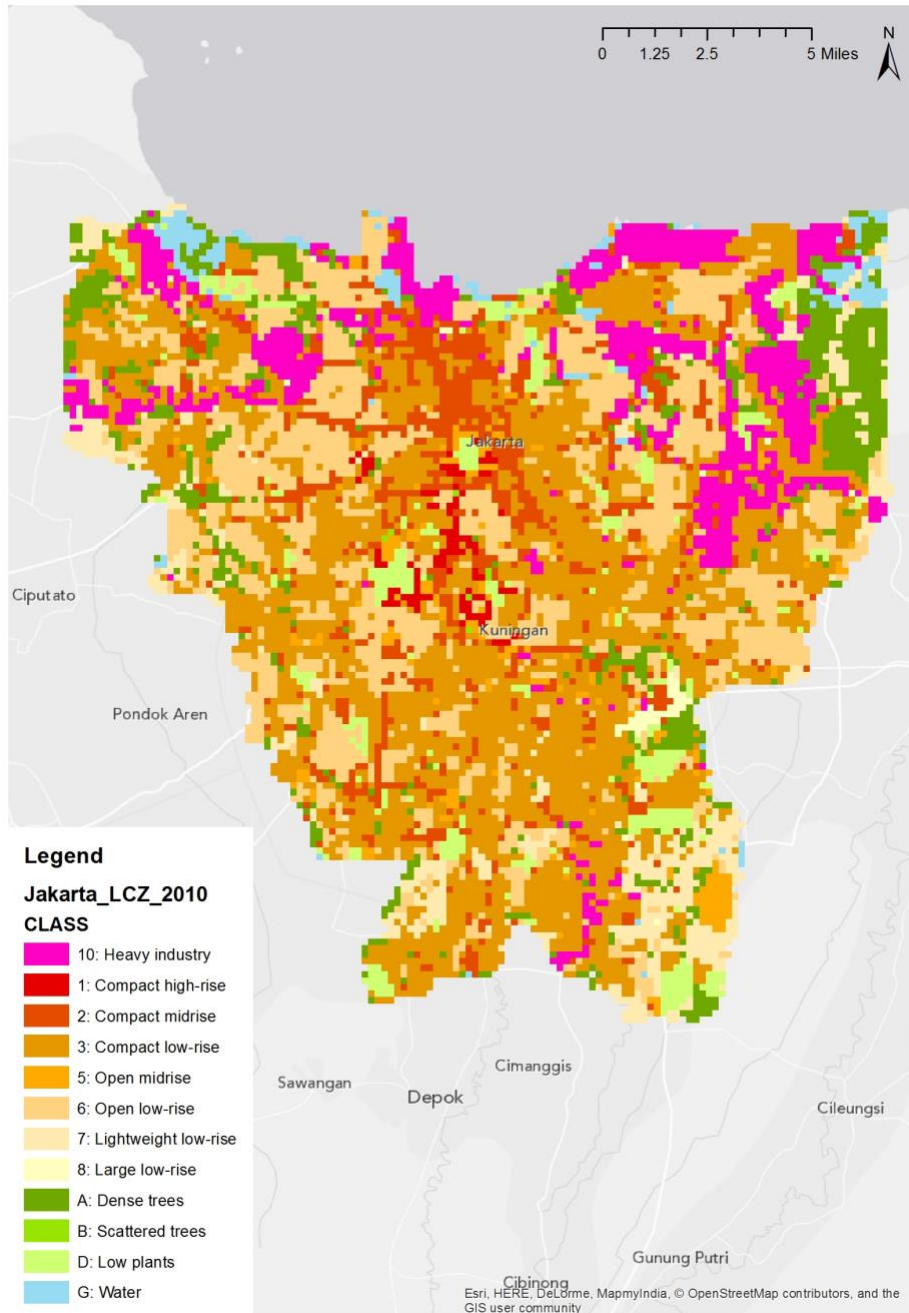 N
0 1.25 2.5 5 Miles
Jakarta
Ciputato
Kuningan
Pondok Aren
Legend
Jakarta_LCZ_2010
CLASS
10: Heavy industry
1: Compact high-rise
2: Compact midrise
3: Compact low-rise
5: Open midrise
6: Open low-rise
7: Lightweight low-rise
8: Large low-rise
A: Dense trees
B: Scattered trees
D: Low plants
G: Water
Cimanggis
Sawangan
Depok
Cileungsi
Gunung Putri
Cibinong
Esri, HERE, DeLorme, MapmyIndia, © OpenStreetMap contributors, and the
GIS user community